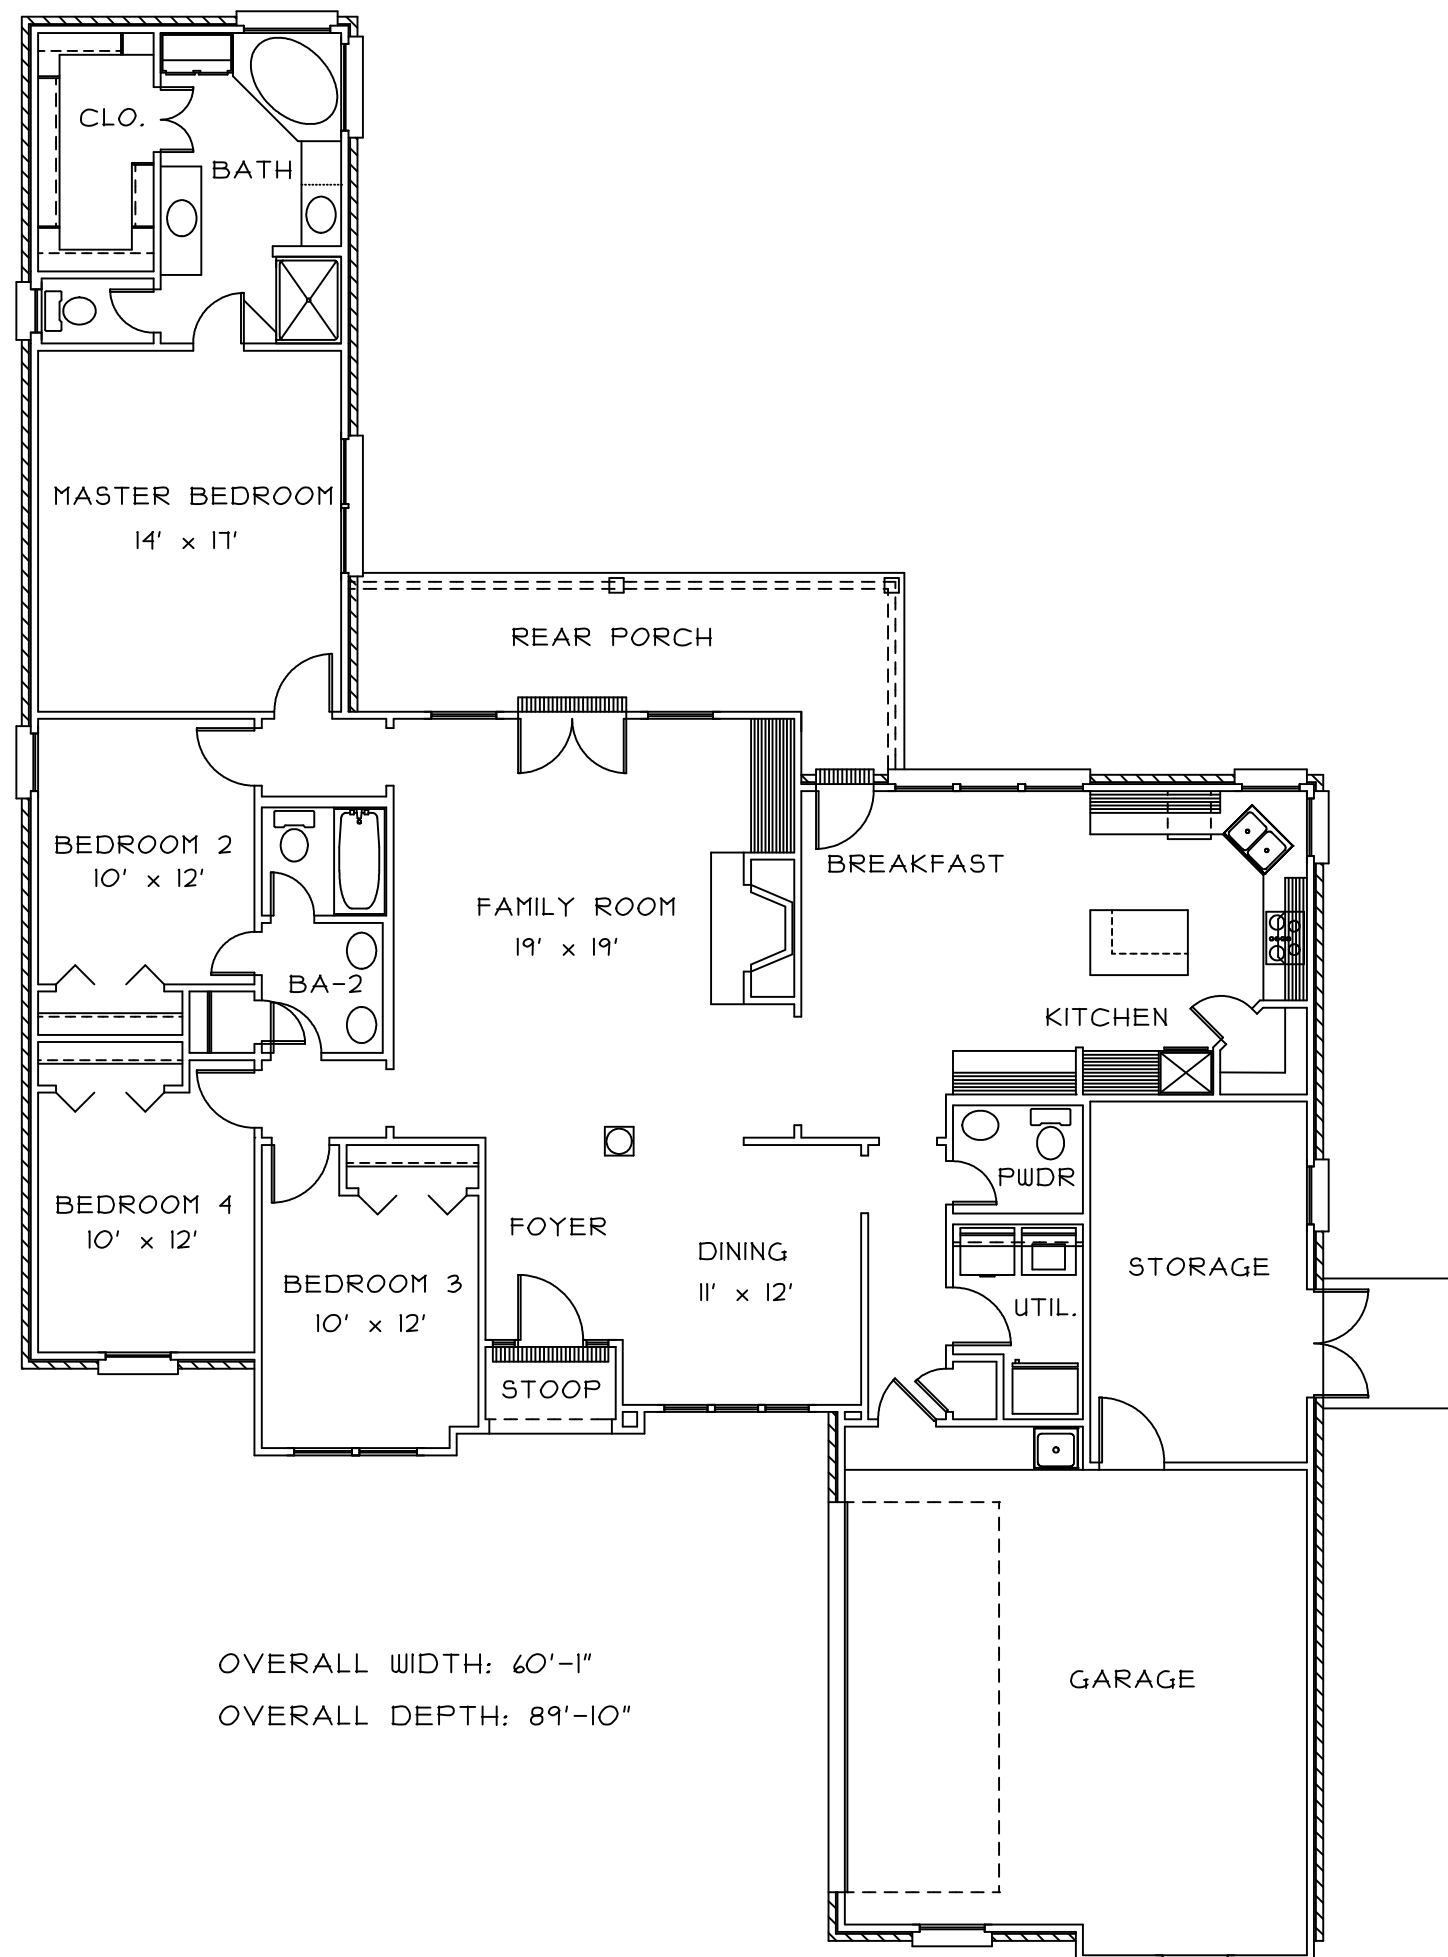 CLO.
BATH
MASTER BEDROOM
14' x 17'
REAR PORCH
BEDROOM 2
10' x 12'
BREAKFAST
FAMILY ROOM
19' x 19'
BA-2
KITCHEN
PWDR
BEDROOM 4
10' x 12'
FOYER
DINING
11' x 12'
STORAGE
BEDROOM 3
10' x 12'
UTIL.
STOOP
OVERALL WIDTH: 60'-1"
OVERALL DEPTH: 89'-10"
GARAGE